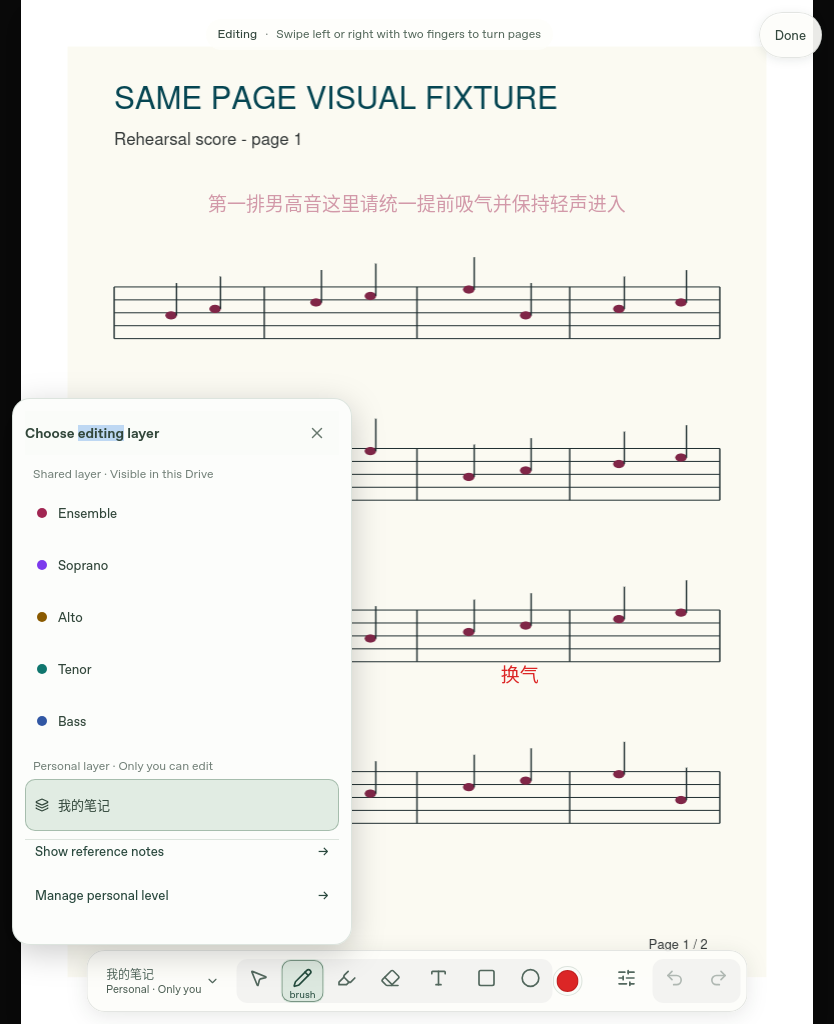 Editing · Swipe left or right with two fingers to turn pages
Done
SAME PAGE VISUAL FIXTURE
Rehearsal score - page 1
第一排男高音这里请统一提前吸气并保持轻声进入
Choose editing layer
Shared layer · Visible in this Drive
Ensemble
Soprano
Alto
Tenor
Bass
Personal layer · Only you can edit
我的笔记
Show reference notes
Manage personal level
换气
Page 1 / 2
我的笔记
Personal · Only you
brush
T